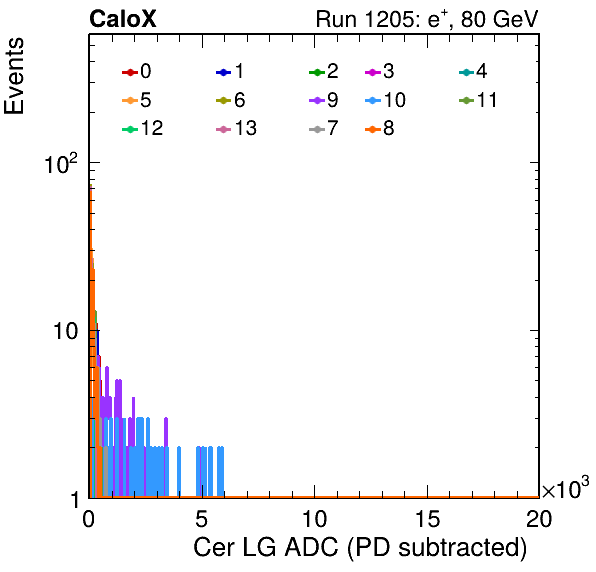 CaloX Run 1205: e⁺, 80 GeV
Events
0 1 2 3 4
5 6 9 10 11
12 13 7 8
10²
10
1
0 5 10 15 20
×10³
Cer LG ADC (PD subtracted)